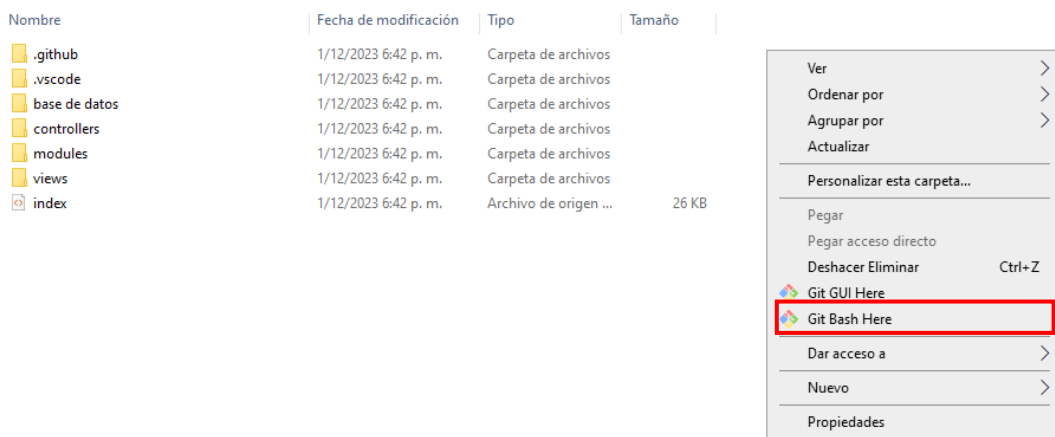 Nombre Fecha de modificación Tipo Tamaño
.github 1/12/2023 6:42 p. m. Carpeta de archivos
.vscode 1/12/2023 6:42 p. m. Carpeta de archivos
base de datos 1/12/2023 6:42 p. m. Carpeta de archivos
controllers 1/12/2023 6:42 p. m. Carpeta de archivos
modules 1/12/2023 6:42 p. m. Carpeta de archivos
views 1/12/2023 6:42 p. m. Carpeta de archivos
index 1/12/2023 6:42 p. m. Archivo de origen ... 26 KB
Ver
Ordenar por
Agrupar por
Actualizar
Personalizar esta carpeta...
Pegar
Pegar acceso directo
Deshacer Eliminar Ctrl+Z
Git GUI Here
Git Bash Here
Dar acceso a
Nuevo
Propiedades